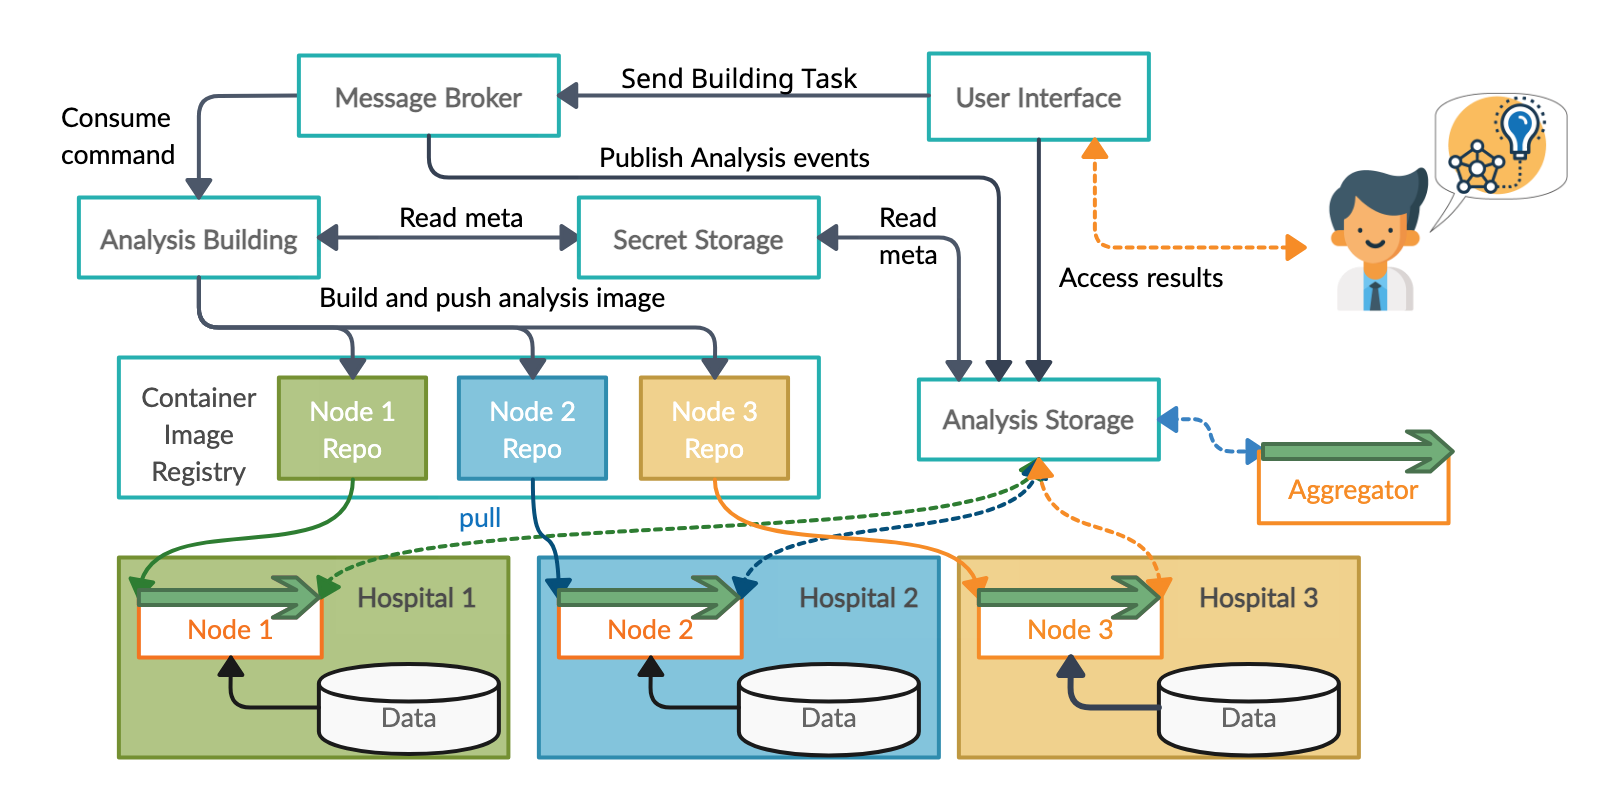 Send Building Task
Message Broker
User Interface
Consume
command
Publish Analysis events
Read meta
Read
meta
Analysis Building
Secret Storage
Access results
Build and push analysis image
Container
Image
Registry
Node 1
Repo
Node 2
Repo
Node 3
Repo
Analysis Storage
Aggregator
pull
Hospital 1
Node 1
Data
Hospital 2
Node 2
Data
Hospital 3
Node 3
Data